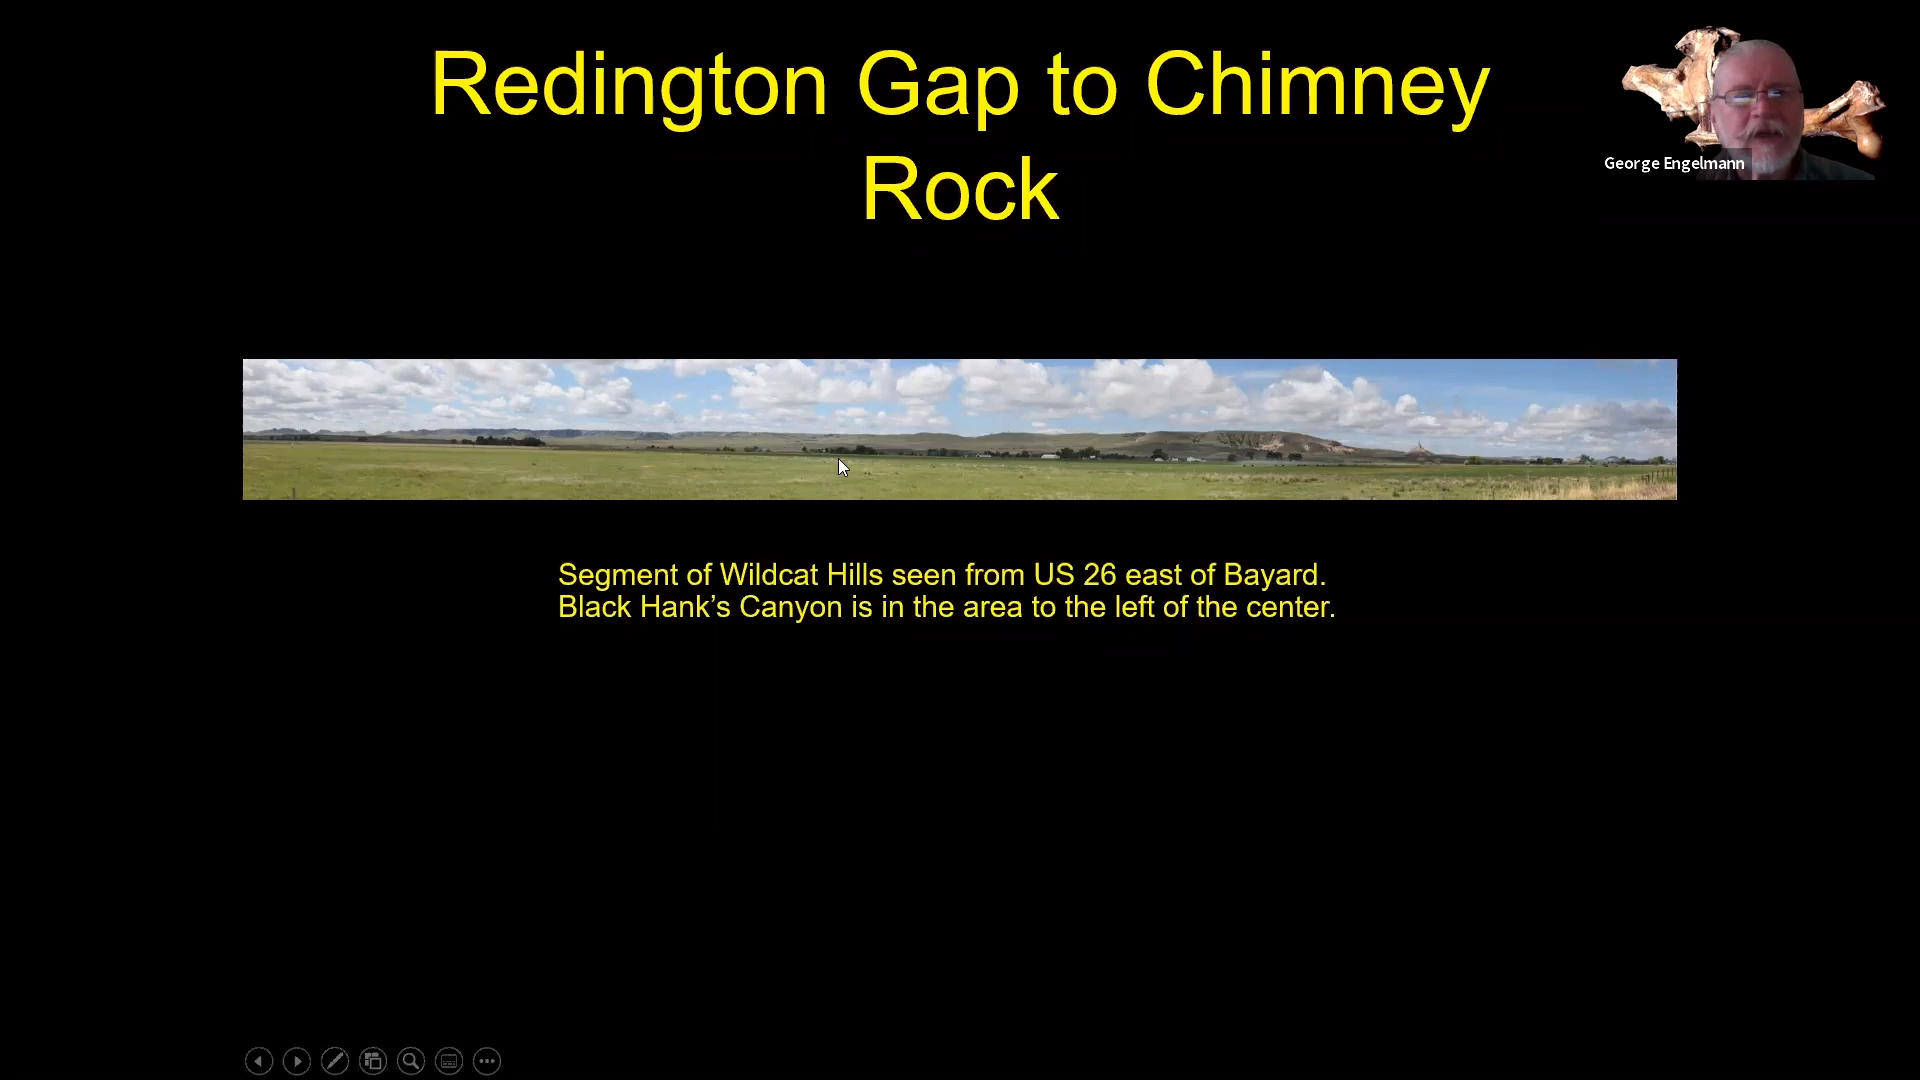 Redington Gap to Chimney
Rock
George Engelmann
Segment of Wildcat Hills seen from US 26 east of Bayard.
Black Hank’s Canyon is in the area to the left of the center.